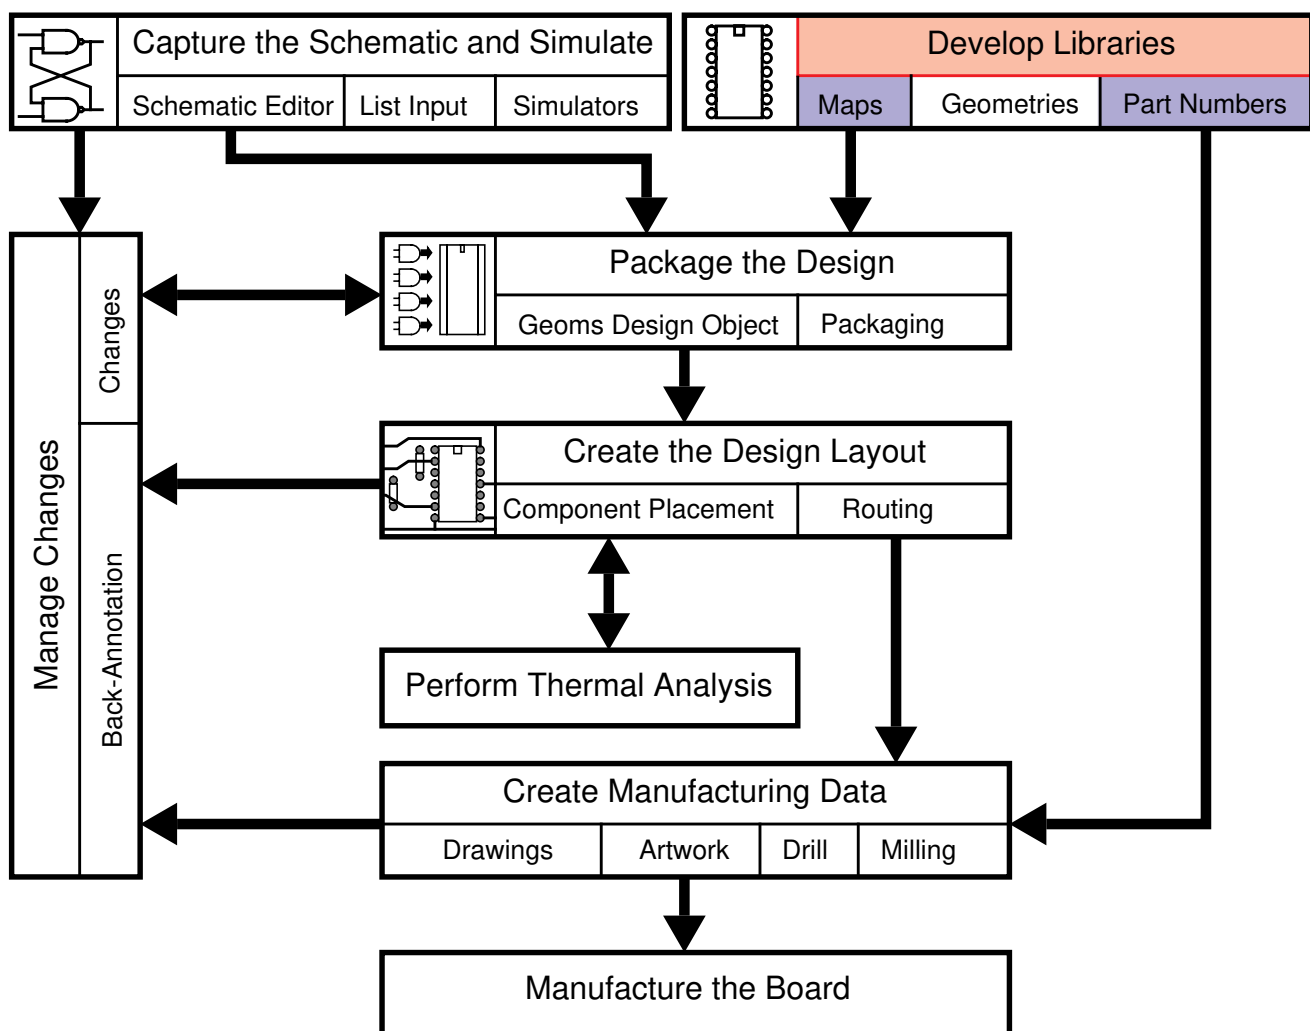 Capture the Schematic and Simulate
Schematic Editor
List Input
Simulators
Develop Libraries
Maps
Geometries
Part Numbers
Manage Changes
Changes
Back-Annotation
Package the Design
Geoms Design Object
Packaging
Create the Design Layout
Component Placement
Routing
Perform Thermal Analysis
Create Manufacturing Data
Drawings
Artwork
Drill
Milling
Manufacture the Board